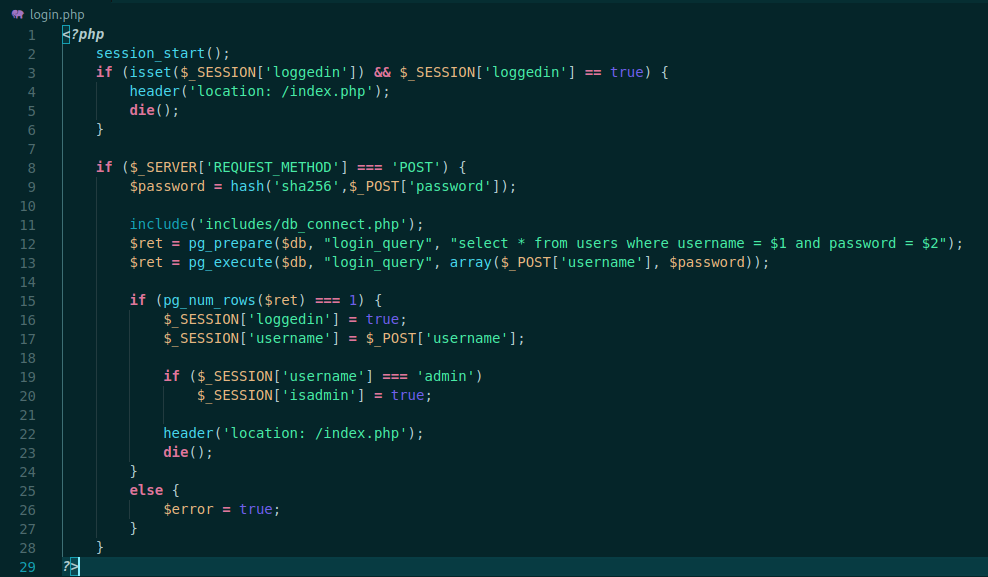 login.php
1 <?php
2     session_start();
3     if (isset($_SESSION['loggedin']) && $_SESSION['loggedin'] == true) {
4         header('location: /index.php');
5         die();
6     }
7
8     if ($_SERVER['REQUEST_METHOD'] === 'POST') {
9         $password = hash('sha256',$_POST['password']);
10
11         include('includes/db_connect.php');
12         $ret = pg_prepare($db, "login_query", "select * from users where username = $1 and password = $2");
13         $ret = pg_execute($db, "login_query", array($_POST['username'], $password));
14
15         if (pg_num_rows($ret) === 1) {
16             $_SESSION['loggedin'] = true;
17             $_SESSION['username'] = $_POST['username'];
18
19             if ($_SESSION['username'] === 'admin')
20                 $_SESSION['isadmin'] = true;
21
22             header('location: /index.php');
23             die();
24         }
25         else {
26             $error = true;
27         }
28     }
29 ?>